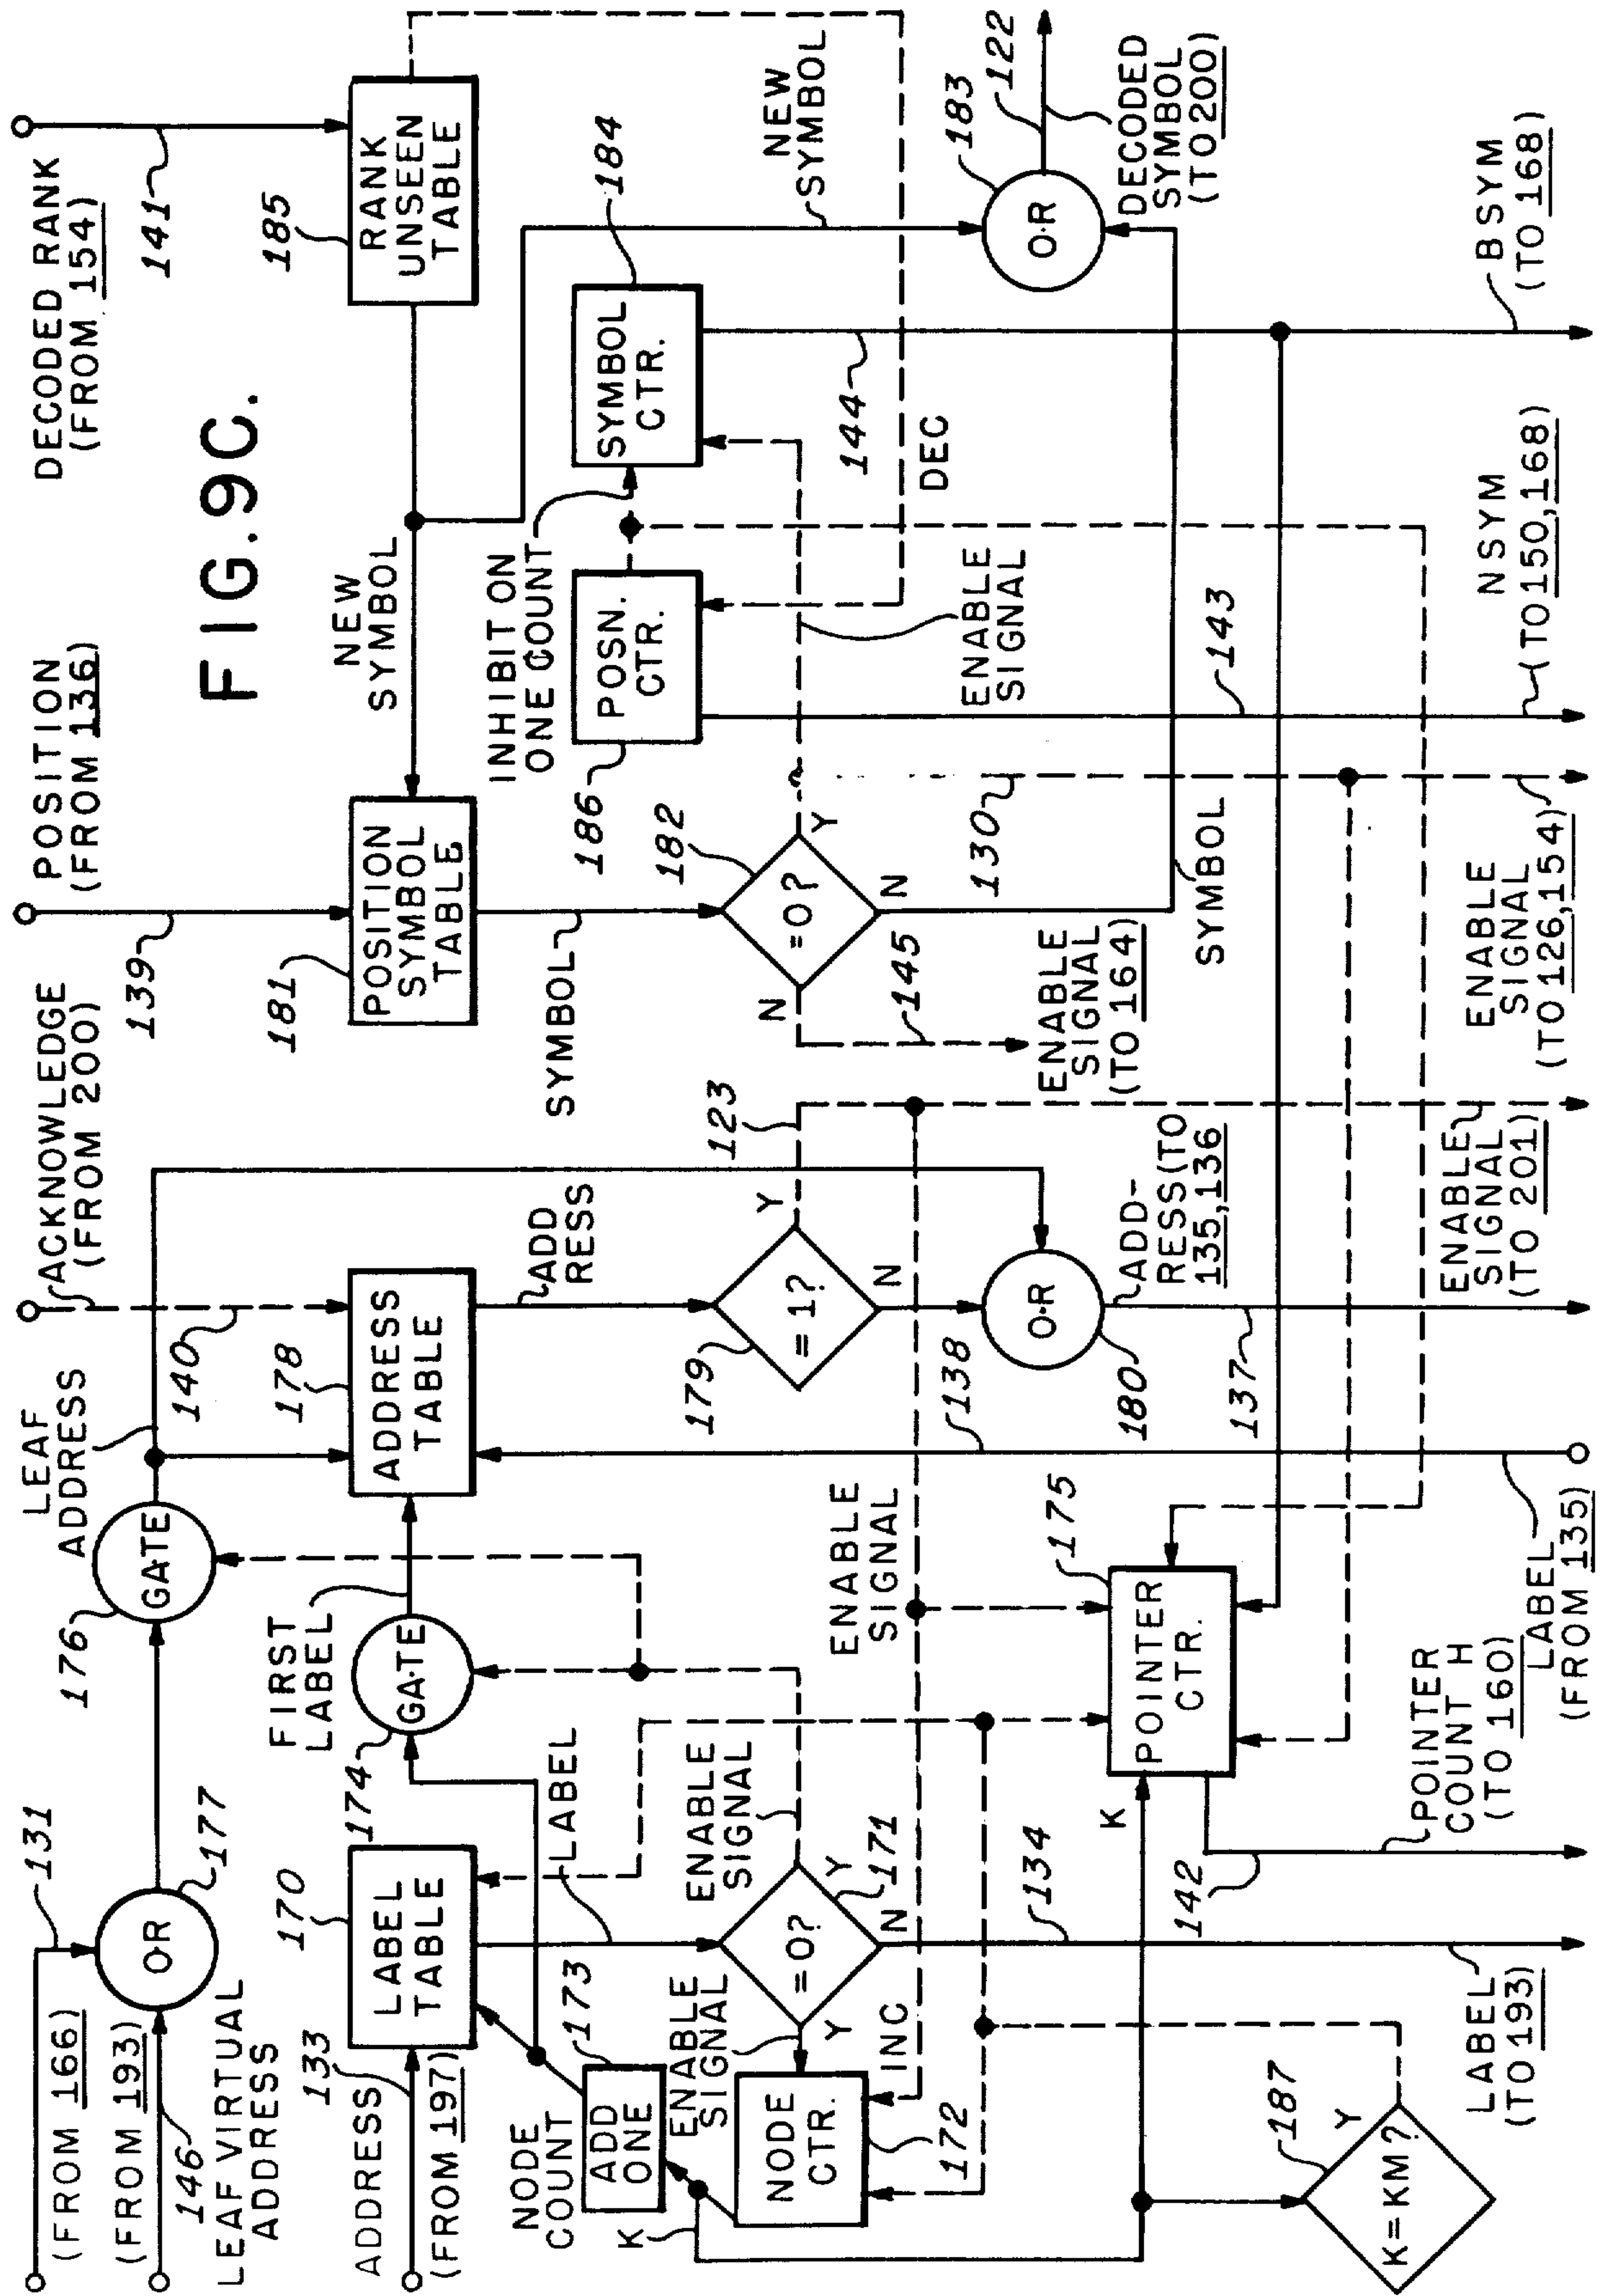 FIG. 9C.
(FROM 166)
131
(FROM 193)
146
LEAF VIRTUAL
ADDRESS
OR
177
176
GATE
LEAF
ADDRESS
ACKNOWLEDGE
(FROM 200)
140
POSITION
(FROM 136)
139
DECODED RANK
(FROM 154)
141
ADDRESS
133
(FROM 197)
170
LABEL
TABLE
174
GATE
FIRST
LABEL
178
ADDRESS
TABLE
181
POSITION
SYMBOL
TABLE
NEW
SYMBOL
185
RANK
UNSEEN
TABLE
NODE
COUNT
173
ADD
ONE
K
LABEL
ADD
RESS
SYMBOL
INHIBIT ON
ONE COUNT
186
POSN.
CTR.
SYMBOL
CTR.
184
NEW
SYMBOL
ENABLE
SIGNAL
NODE
CTR.
172
INC
=0?
Y
Y
N
171
ENABLE
SIGNAL
179
=1?
Y
N
123
182
=0?
Y
N
N
145
ENABLE
SIGNAL
(TO 164)
130
ENABLE
SIGNAL
144
DEC
OR
183
122
DECODED
SYMBOL
(TO 200)
134
ENABLE
SIGNAL
138
OR
180
ADD-
RESS (TO
135,136
137
SYMBOL
143
K
POINTER
CTR.
175
142
187
K=KM?
Y
LABEL
(TO 193)
POINTER
COUNT H
(TO 160)
LABEL
(FROM 135)
ENABLE
SIGNAL
(TO 201)
ENABLE
SIGNAL
(TO 126,154)
NSYM
(TO 150,168)
BSYM
(TO 168)